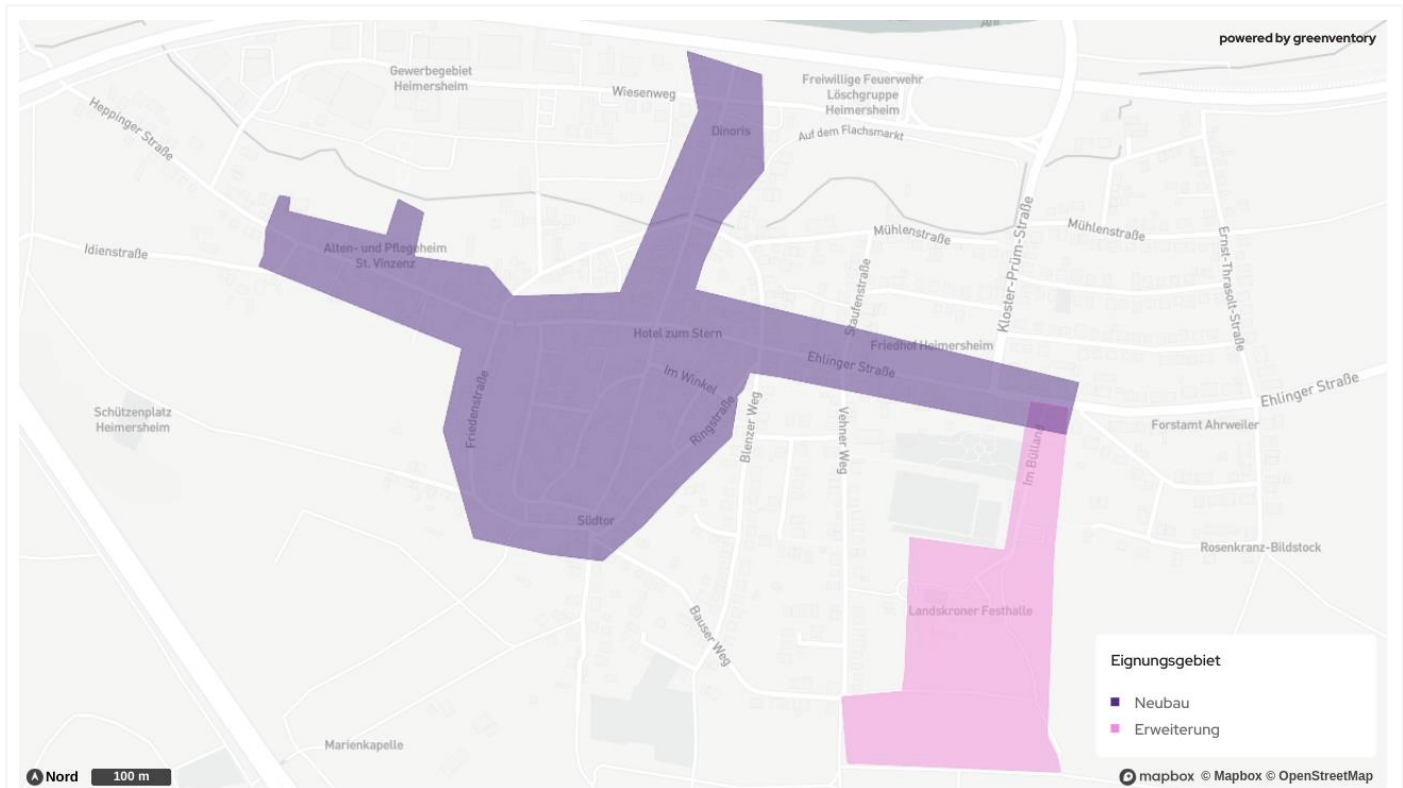 Ahr
powered by greenventory
Gewerbegebiet
Heimersheim
Wiesenweg
Freiwillige Feuerwehr
Löschgruppe
Heimersheim
Heppinger Straße
Dinoris
Auf dem Flachsmarkt
Idienstraße
Alten- und Pflegeheim
St. Vinzenz
Mühlenstraße
Mühlenstraße
Kloster-Prüm-Straße
Ernst-Thrasolt-Straße
Staufenstraße
Hotel zum Stern
Friedhof Heimersheim
Ehlinger Straße
Im Winkel
Ehlinger Straße
Friedenstraße
Ringstraße
Schützenplatz
Heimersheim
Blenzer Weg
Vehner Weg
Forstamt Ahrweiler
Im Bülland
Südtor
Rosenkranz-Bildstock
Landskroner Festhalle
Bauser Weg
Marienkapelle
Eignungsgebiet
Neubau
Erweiterung
Nord 100 m
mapbox © Mapbox © OpenStreetMap